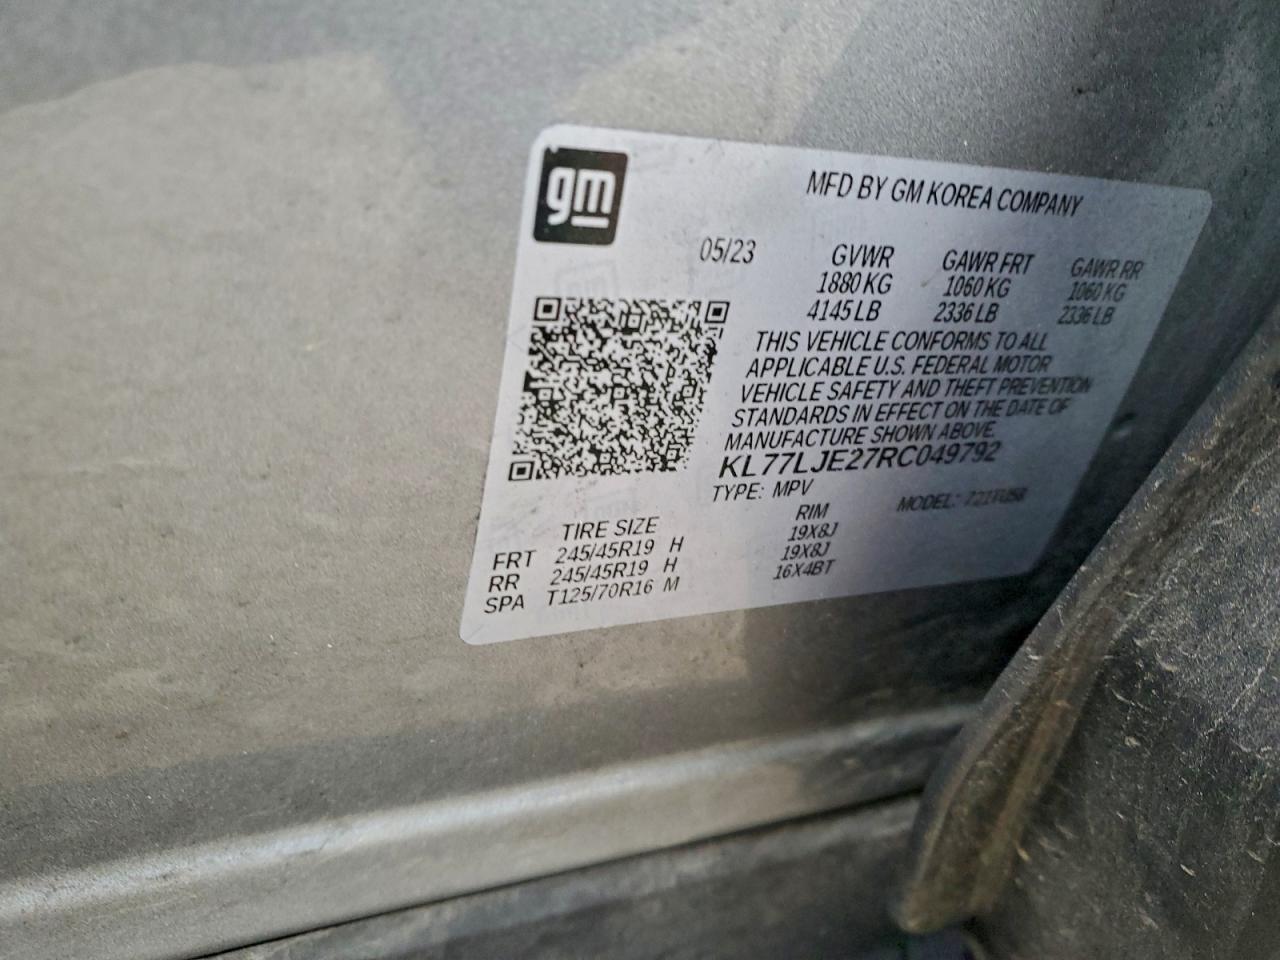 gm
MFD BY GM KOREA COMPANY
05/23 GVWR GAWR FRT GAWR RR
1880 KG 1060 KG 1060 KG
4145 LB 2336 LB 2336 LB
THIS VEHICLE CONFORMS TO ALL
APPLICABLE U.S. FEDERAL MOTOR
VEHICLE SAFETY AND THEFT PREVENTION
STANDARDS IN EFFECT ON THE DATE OF
MANUFACTURE SHOWN ABOVE.
KL77LJE27RC049792
TYPE: MPV MODEL:
TIRE SIZE RIM
FRT 245/45R19 H 19X8J
RR 245/45R19 H 19X8J
SPA T125/70R16 M 16X4BT